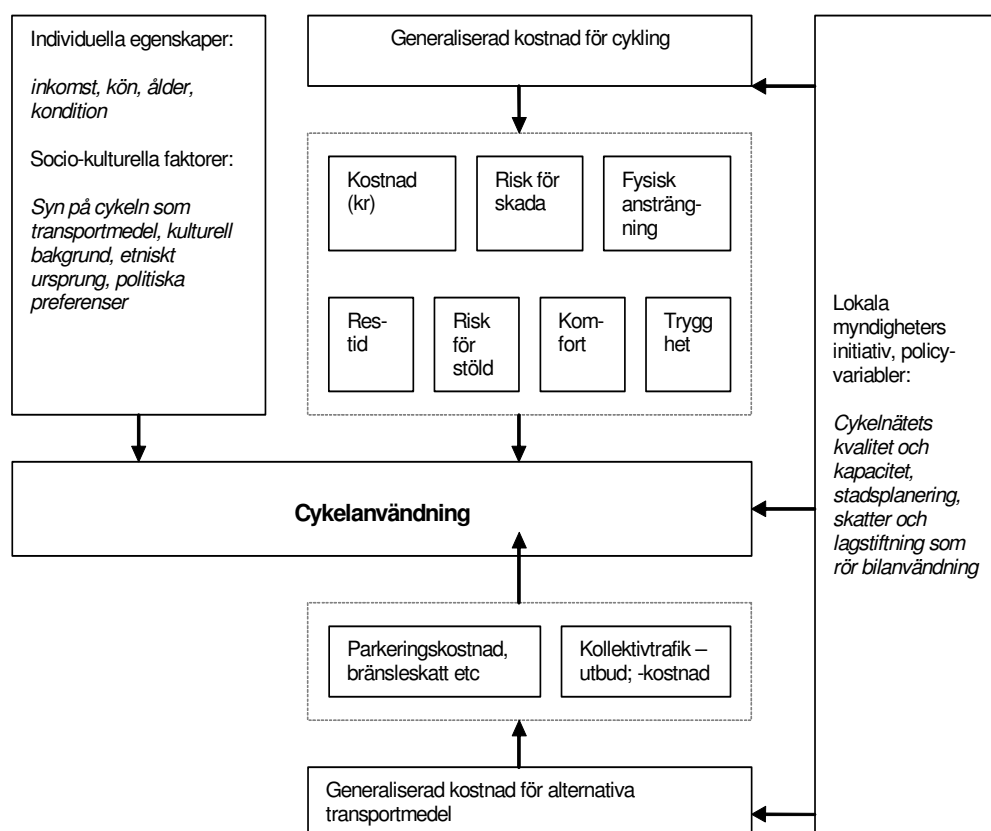 Individuella egenskaper:
inkomst, kön, ålder,
kondition
Socio-kulturella faktorer:
Syn på cykeln som
transportmedel, kulturell
bakgrund, etniskt
ursprung, politiska
preferenser
Generaliserad kostnad för cykling
Kostnad
(kr)
Risk för
skada
Fysisk
ansträng-
ning
Res-
tid
Risk
för
stöld
Kom-
fort
Trygg
het
Cykelanvändning
Parkeringskostnad,
bränsleskatt etc
Kollektivtrafik –
utbud; -kostnad
Generaliserad kostnad för alternativa
transportmedel
Lokala
myndigheters
initiativ, policy-
variabler:
Cykelnätets
kvalitet och
kapacitet,
stadsplanering,
skatter och
lagstiftning som
rör bilanvändning